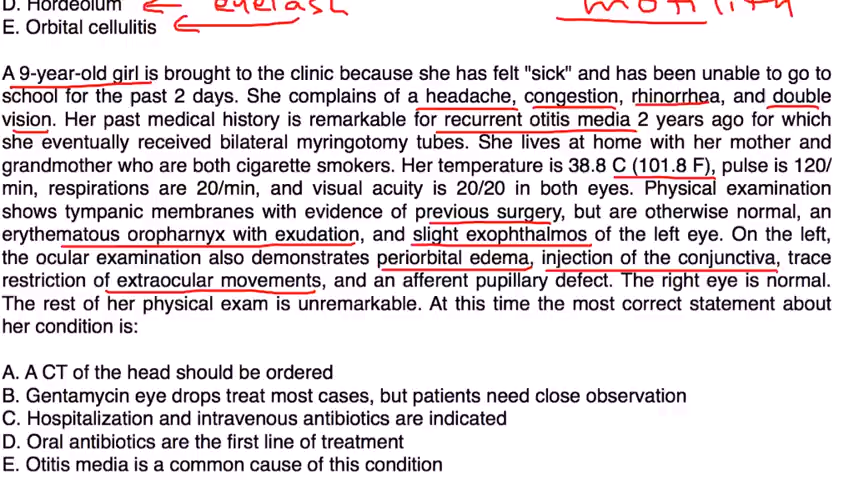 D. Hordeolum ← eyelash motility
E. Orbital cellulitis ←
A 9-year-old girl is brought to the clinic because she has felt "sick" and has been unable to go to
school for the past 2 days. She complains of a headache, congestion, rhinorrhea, and double
vision. Her past medical history is remarkable for recurrent otitis media 2 years ago for which
she eventually received bilateral myringotomy tubes. She lives at home with her mother and
grandmother who are both cigarette smokers. Her temperature is 38.8 C (101.8 F), pulse is 120/
min, respirations are 20/min, and visual acuity is 20/20 in both eyes. Physical examination
shows tympanic membranes with evidence of previous surgery, but are otherwise normal, an
erythematous oropharynx with exudation, and slight exophthalmos of the left eye. On the left,
the ocular examination also demonstrates periorbital edema, injection of the conjunctiva, trace
restriction of extraocular movements, and an afferent pupillary defect. The right eye is normal.
The rest of her physical exam is unremarkable. At this time the most correct statement about
her condition is:
A. A CT of the head should be ordered
B. Gentamycin eye drops treat most cases, but patients need close observation
C. Hospitalization and intravenous antibiotics are indicated
D. Oral antibiotics are the first line of treatment
E. Otitis media is a common cause of this condition